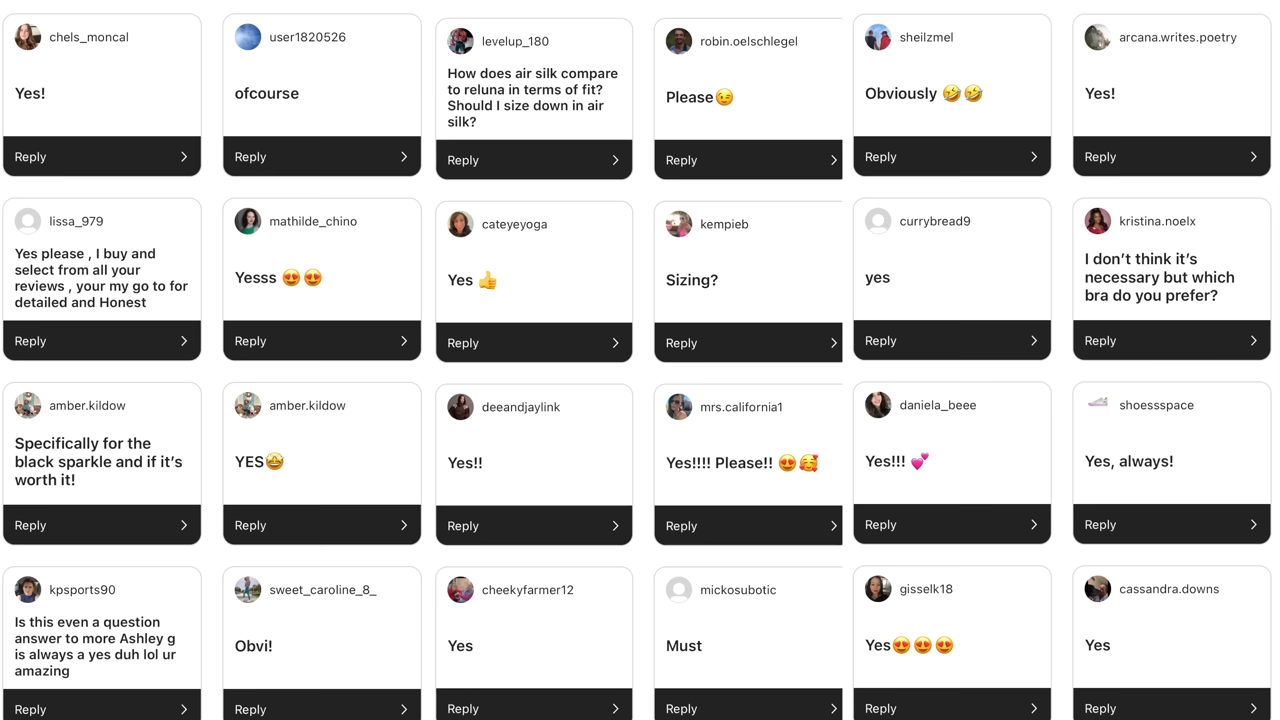 chels_moncal
Yes!
Reply
user1820526
ofcourse
Reply
levelup_180
How does air silk compare
to reluna in terms of fit?
Should I size down in air
silk?
Reply
robin.oelschlegel
Please😉
Reply
sheilzmel
Obviously 🤣🤣
Reply
arcana.writes.poetry
Yes!
Reply
lissa_979
Yes please , I buy and
select from all your
reviews , your my go to for
detailed and Honest
Reply
mathilde_chino
Yesss 😍😍
Reply
cateyeyoga
Yes 👍
Reply
kempieb
Sizing?
Reply
currybread9
yes
Reply
kristina.noelx
I don’t think it’s
necessary but which
bra do you prefer?
Reply
amber.kildow
Specifically for the
black sparkle and if it’s
worth it!
Reply
amber.kildow
YES🤩
Reply
deeandjaylink
Yes!!
Reply
mrs.california1
Yes!!!! Please!! 😍🥰
Reply
daniela_beee
Yes!!! 💕
Reply
shoessspace
Yes, always!
Reply
kpsports90
Is this even a question
answer to more Ashley g
is always a yes duh lol ur
amazing
Reply
sweet_caroline_8_
Obvi!
Reply
cheekyfarmer12
Yes
Reply
mickosubotic
Must
Reply
gisselk18
Yes😍😍😍
Reply
cassandra.downs
Yes
Reply